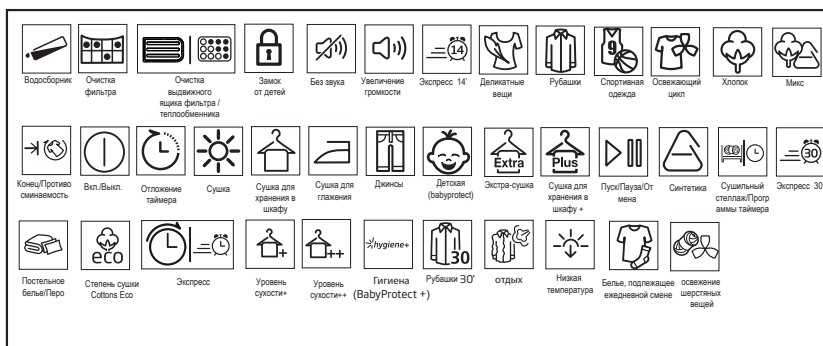 14
9
Водосборник
Очистка
фильтра
Очистка
выдвижного
ящика фильтра /
теплообменника
Замок
от детей
Без звука
Увеличение
громкости
Экспресс 14'
Деликатные
вещи
Рубашки
Спортивная
одежда
Освежающий
цикл
Хлопок
Микс
Extra
Plus
30
Конец/Противо
сминаемость
Вкл./Выкл.
Отложение
таймера
Сушка
Сушка для
хранения в
шкафу
Сушка для
глажения
Джинсы
Детская
(babyprotect)
Экстра-сушка
Сушка для
хранения в
шкафу +
Пуск/Пауза/От
мена
Синтетика
Сушильный
стеллаж/Прогр
аммы таймера
Экспресс 30
eco
+
++
hygiene+
30
Постельное
белье/Перо
Степень сушки
Cottons Eco
Экспресс
Уровень
сухости+
Уровень
сухости++
Гигиена
(BabyProtect +)
Рубашки 30'
отдых
Низкая
температура
Белье, подлежащее
ежедневной смене
освежение
шерстяных
вещей